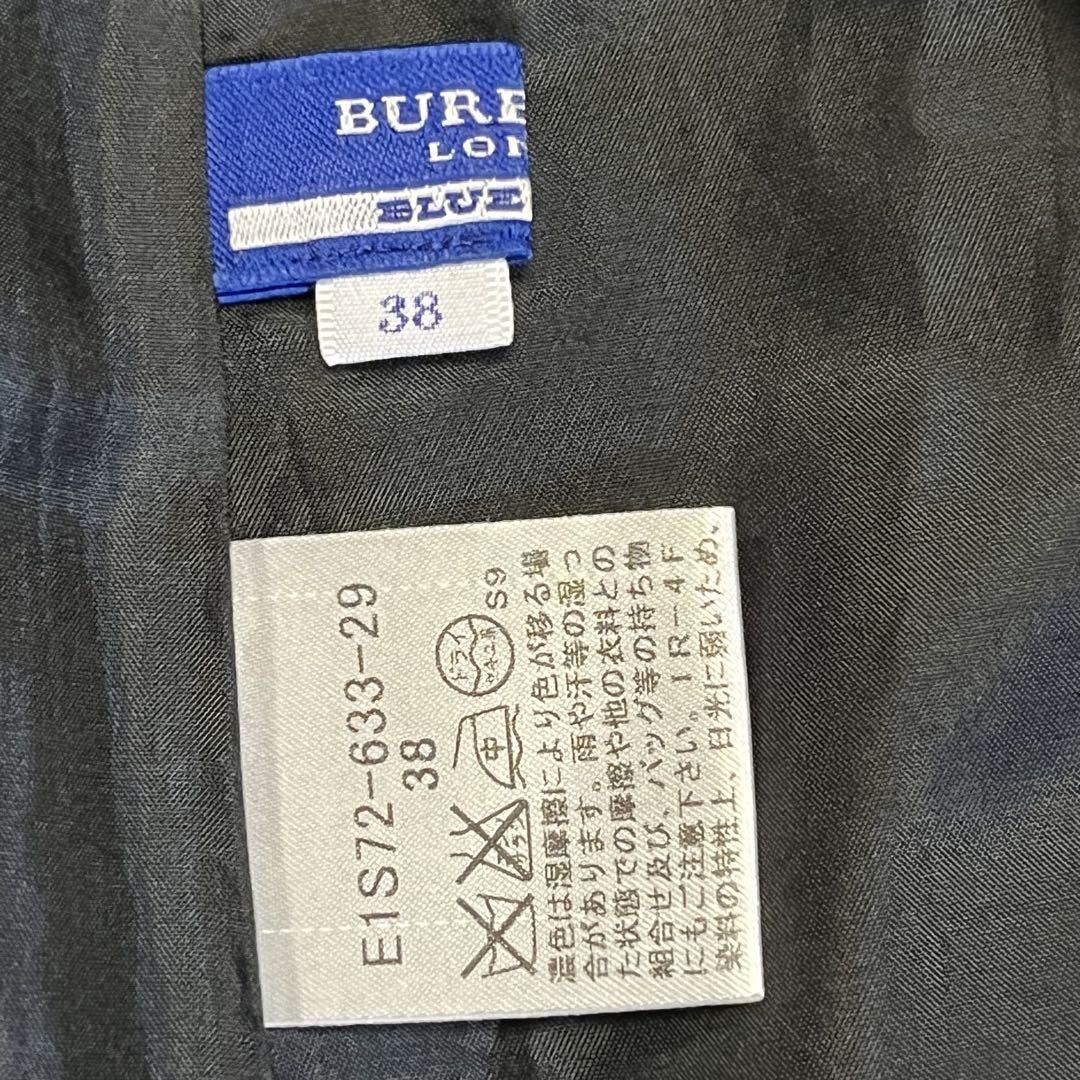 BURB
LON
BLUE
38
E1S72-633-29
38
中
ドライ
S9
濃色は湿摩擦により色が移る場
合があります。雨や汗等の湿っ
た状態での摩擦や他の衣料との
組合せ及び、バッグ等の持ち物
にもご注意下さい。IR-4F
染料の特性上、日光に弱いため、